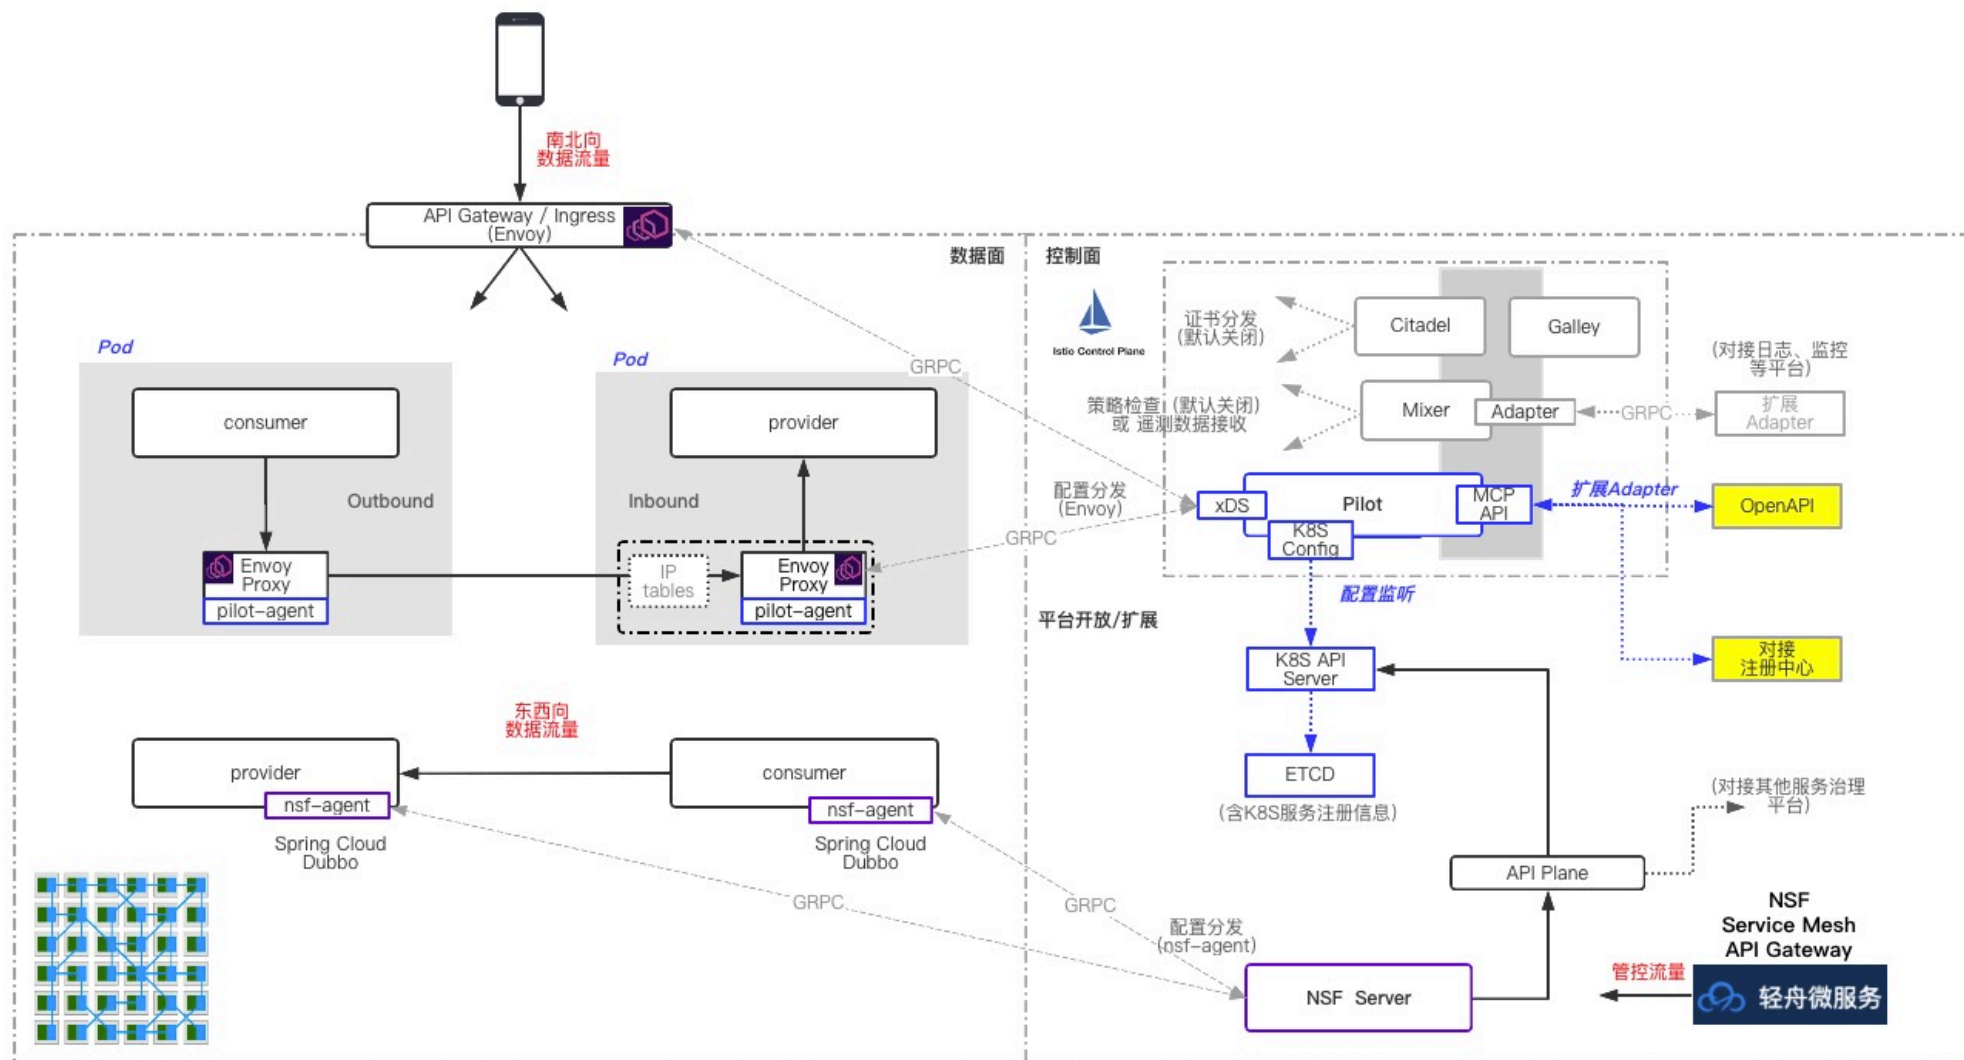 南北向
数据流量
API Gateway / Ingress
(Envoy)
数据面
控制面
Istio Control Plane
证书分发
(默认关闭)
Citadel
Galley
(对接日志、监控
等平台)
策略检查 (默认关闭)
或 遥测数据接收
Mixer
Adapter
GRPC
扩展
Adapter
Pod
consumer
Outbound
Envoy
Proxy
pilot-agent
Pod
provider
Inbound
IP
tables
Envoy
Proxy
pilot-agent
GRPC
GRPC
配置分发
(Envoy)
xDS
Pilot
MCP
API
K8S
Config
扩展Adapter
OpenAPI
配置监听
平台开放/扩展
K8S API
Server
对接
注册中心
ETCD
(含K8S服务注册信息)
东西向
数据流量
provider
nsf-agent
Spring Cloud
Dubbo
consumer
nsf-agent
Spring Cloud
Dubbo
GRPC
GRPC
配置分发
(nsf-agent)
(对接其他服务治理
平台)
API Plane
NSF Server
NSF
Service Mesh
API Gateway
管控流量
轻舟微服务